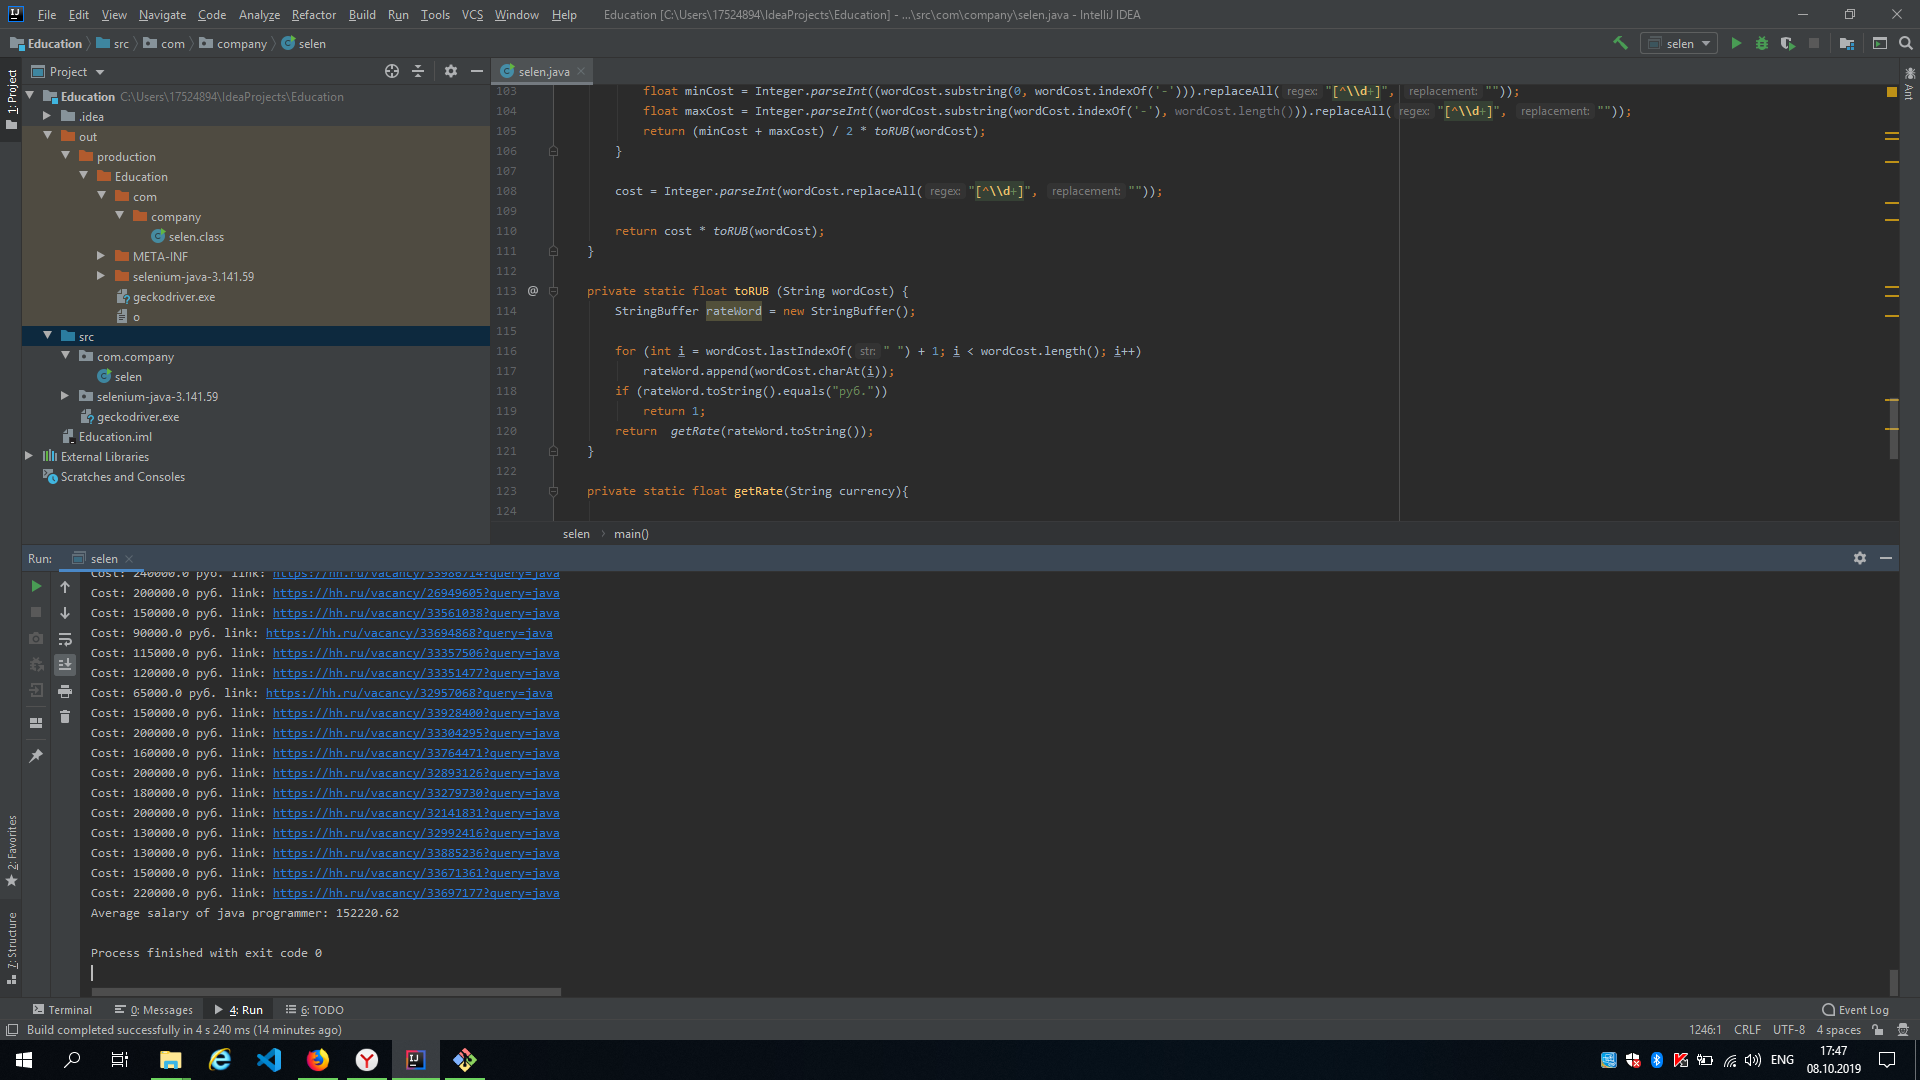 File Edit View Navigate Code Analyze Refactor Build Run Tools VCS Window Help Education [C:\Users\17524894\IdeaProjects\Education] - ...\src\com\company\selen.java - IntelliJ IDEA
Education src com company selen
selen
Project
selen.java
1: Project
Ant
Education C:\Users\17524894\IdeaProjects\Education
.idea
out
production
Education
com
company
selen.class
META-INF
selenium-java-3.141.59
geckodriver.exe
o
src
com.company
selen
selenium-java-3.141.59
geckodriver.exe
Education.iml
External Libraries
Scratches and Consoles
103 float minCost = Integer.parseInt((wordCost.substring(0, wordCost.indexOf('-'))).replaceAll( regex: "[^\\d+]", replacement: ""));
104 float maxCost = Integer.parseInt((wordCost.substring(wordCost.indexOf('-'), wordCost.length())).replaceAll( regex: "[^\\d+]", replacement: ""));
105 return (minCost + maxCost) / 2 * toRUB(wordCost);
106 }
107
108 cost = Integer.parseInt(wordCost.replaceAll( regex: "[^\\d+]", replacement: ""));
109
110 return cost * toRUB(wordCost);
111 }
112
113 @ private static float toRUB (String wordCost) {
114 StringBuffer rateWord = new StringBuffer();
115
116 for (int i = wordCost.lastIndexOf( str: " ") + 1; i < wordCost.length(); i++)
117 rateWord.append(wordCost.charAt(i));
118 if (rateWord.toString().equals("руб."))
119 return 1;
120 return getRate(rateWord.toString());
121 }
122
123 private static float getRate(String currency){
124
selen main()
Run: selen
Cost: 240000.0 руб. link: https://hh.ru/vacancy/33986714?query=java
Cost: 200000.0 руб. link: https://hh.ru/vacancy/26949605?query=java
Cost: 150000.0 руб. link: https://hh.ru/vacancy/33561038?query=java
Cost: 90000.0 руб. link: https://hh.ru/vacancy/33694868?query=java
Cost: 115000.0 руб. link: https://hh.ru/vacancy/33357506?query=java
Cost: 120000.0 руб. link: https://hh.ru/vacancy/33351477?query=java
Cost: 65000.0 руб. link: https://hh.ru/vacancy/32957068?query=java
Cost: 150000.0 руб. link: https://hh.ru/vacancy/33928400?query=java
Cost: 200000.0 руб. link: https://hh.ru/vacancy/33304295?query=java
Cost: 160000.0 руб. link: https://hh.ru/vacancy/33764471?query=java
Cost: 200000.0 руб. link: https://hh.ru/vacancy/32893126?query=java
Cost: 180000.0 руб. link: https://hh.ru/vacancy/33279730?query=java
Cost: 200000.0 руб. link: https://hh.ru/vacancy/32141831?query=java
Cost: 130000.0 руб. link: https://hh.ru/vacancy/32992416?query=java
Cost: 130000.0 руб. link: https://hh.ru/vacancy/33885236?query=java
Cost: 150000.0 руб. link: https://hh.ru/vacancy/33671361?query=java
Cost: 220000.0 руб. link: https://hh.ru/vacancy/33697177?query=java
Average salary of java programmer: 152220.62
Process finished with exit code 0
2: Favorites
7: Structure
Terminal 0: Messages 4: Run 6: TODO Event Log
Build completed successfully in 4 s 240 ms (14 minutes ago) 1246:1 CRLF UTF-8 4 spaces
ENG 17:47
08.10.2019